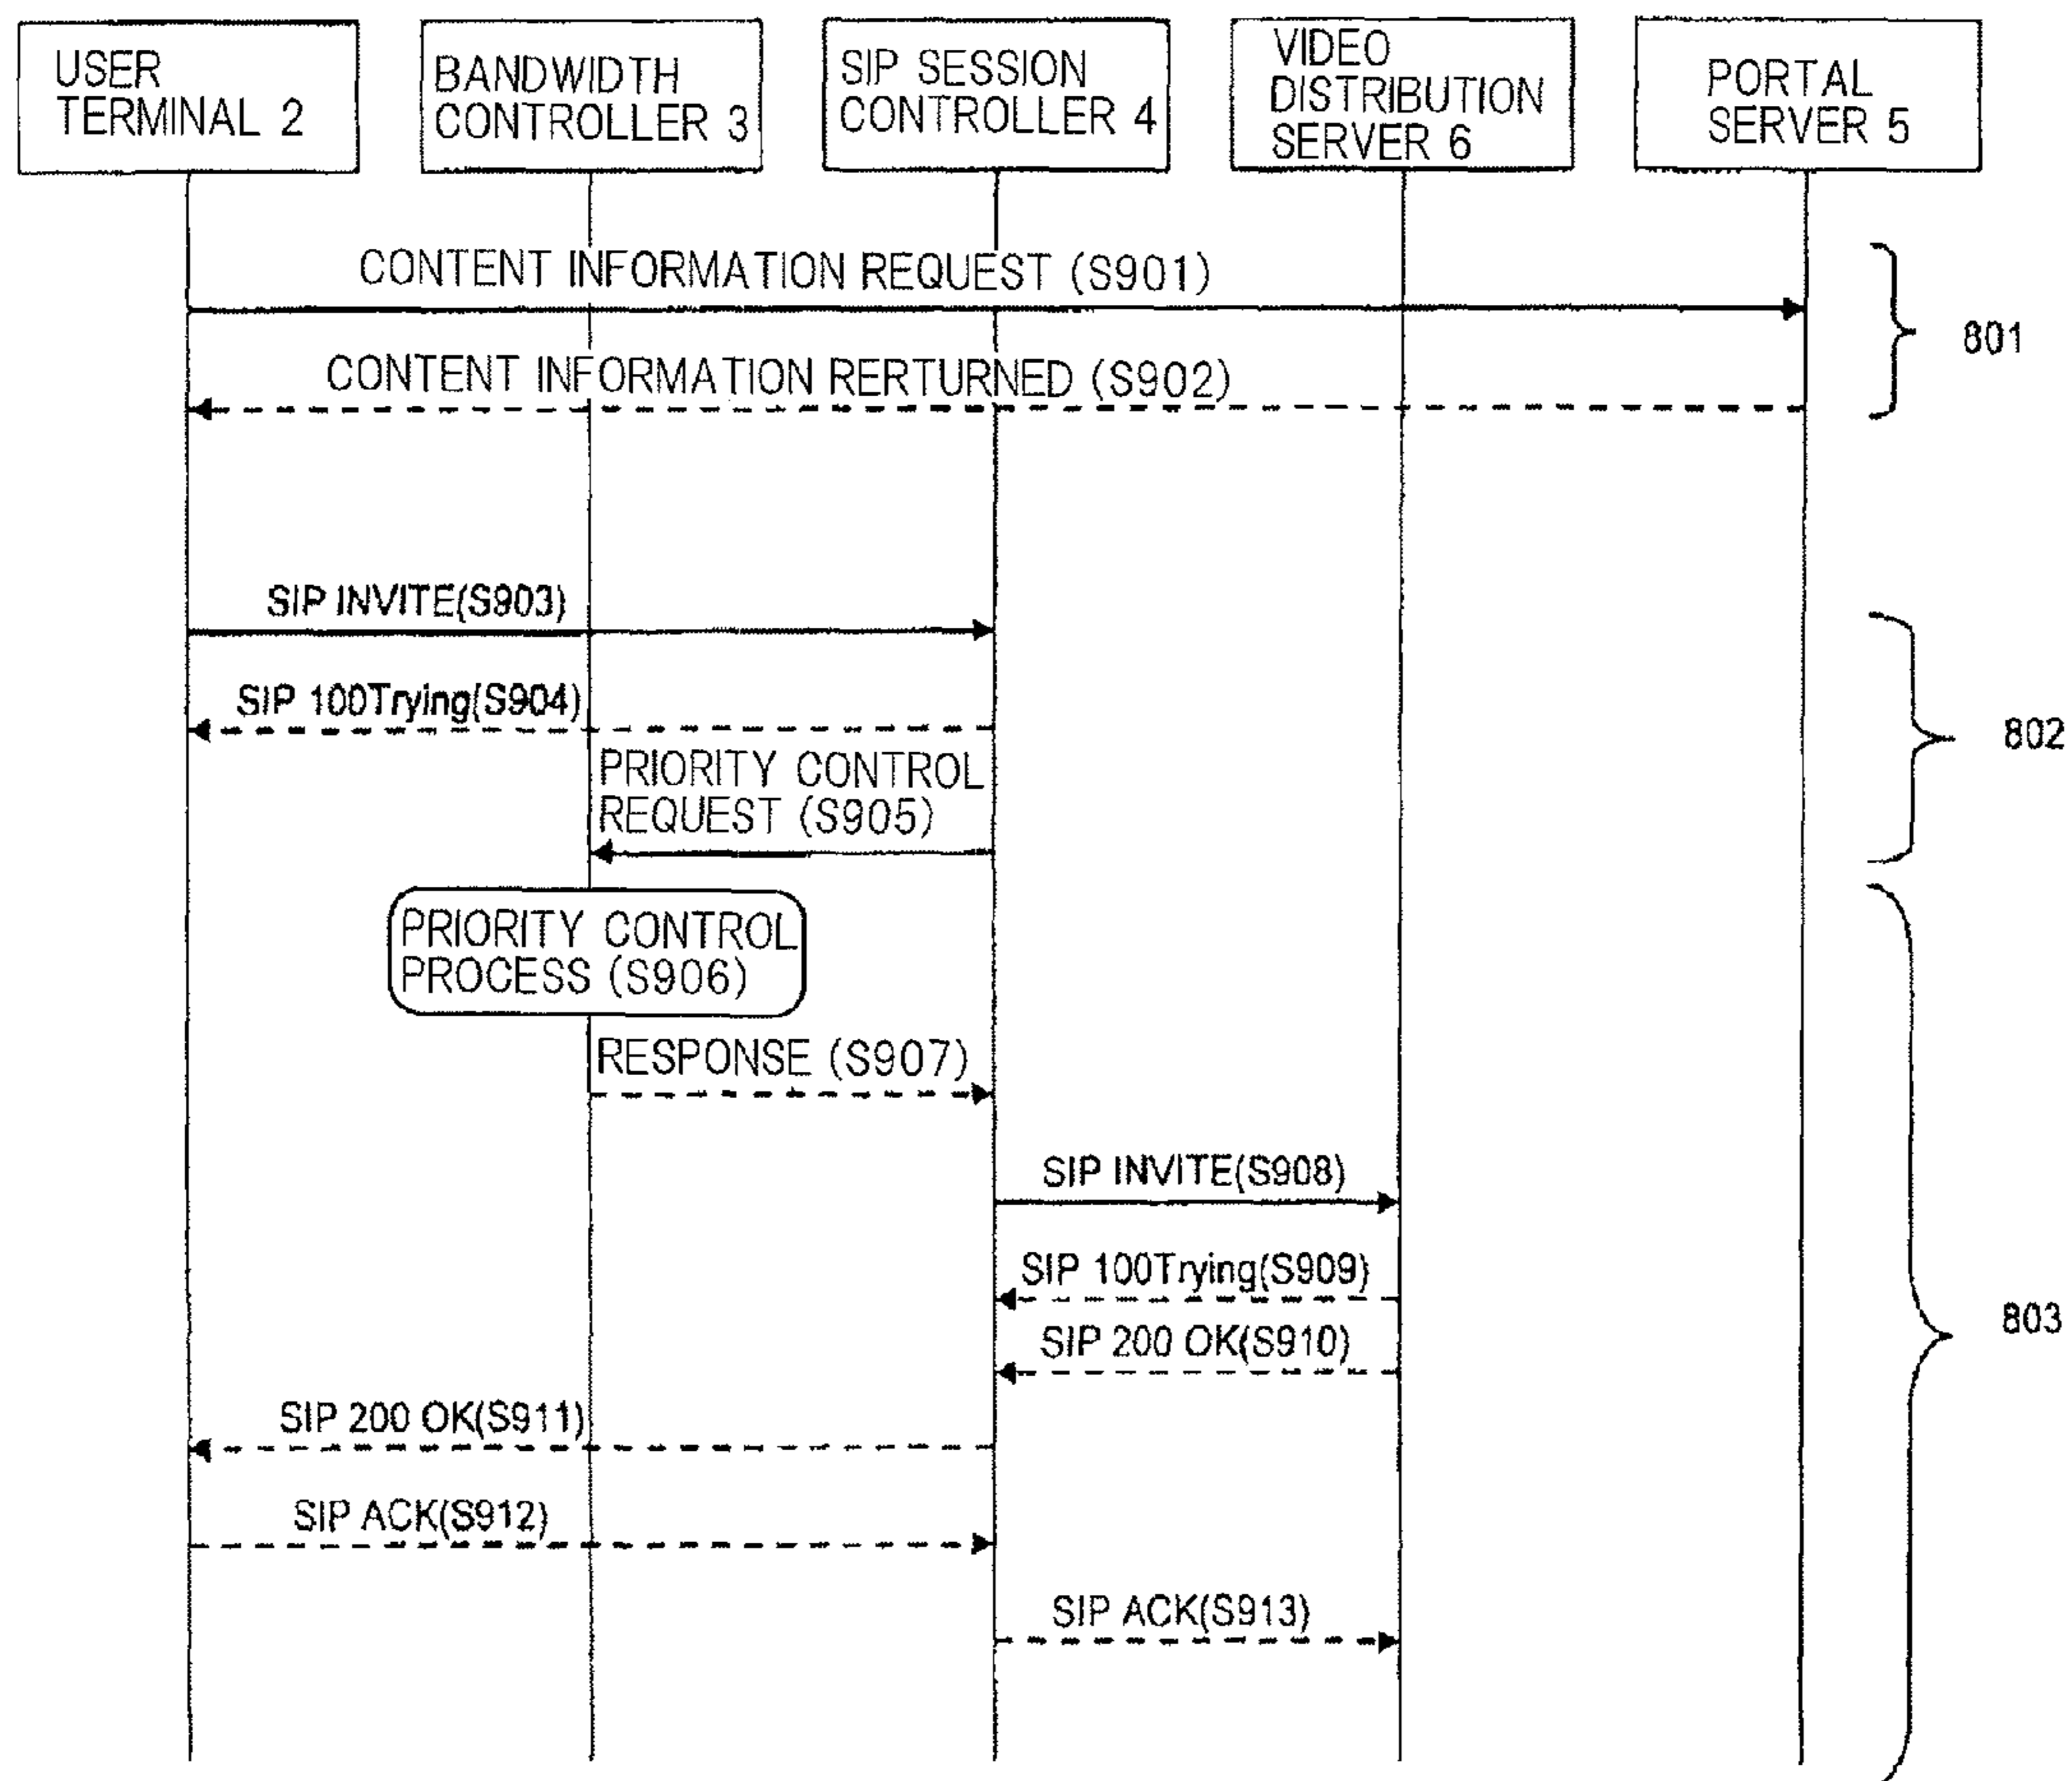 USER
TERMINAL 2
BANDWIDTH
CONTROLLER 3
SIP SESSION
CONTROLLER 4
VIDEO
DISTRIBUTION
SERVER 6
PORTAL
SERVER 5
CONTENT INFORMATION REQUEST (S901)
801
CONTENT INFORMATION RERTURNED (S902)
SIP INVITE(S903)
SIP 100Trying(S904)
802
PRIORITY CONTROL
REQUEST (S905)
PRIORITY CONTROL
PROCESS (S906)
RESPONSE (S907)
SIP INVITE(S908)
SIP 100Trying(S909)
803
SIP 200 OK(S910)
SIP 200 OK(S911)
SIP ACK(S912)
SIP ACK(S913)